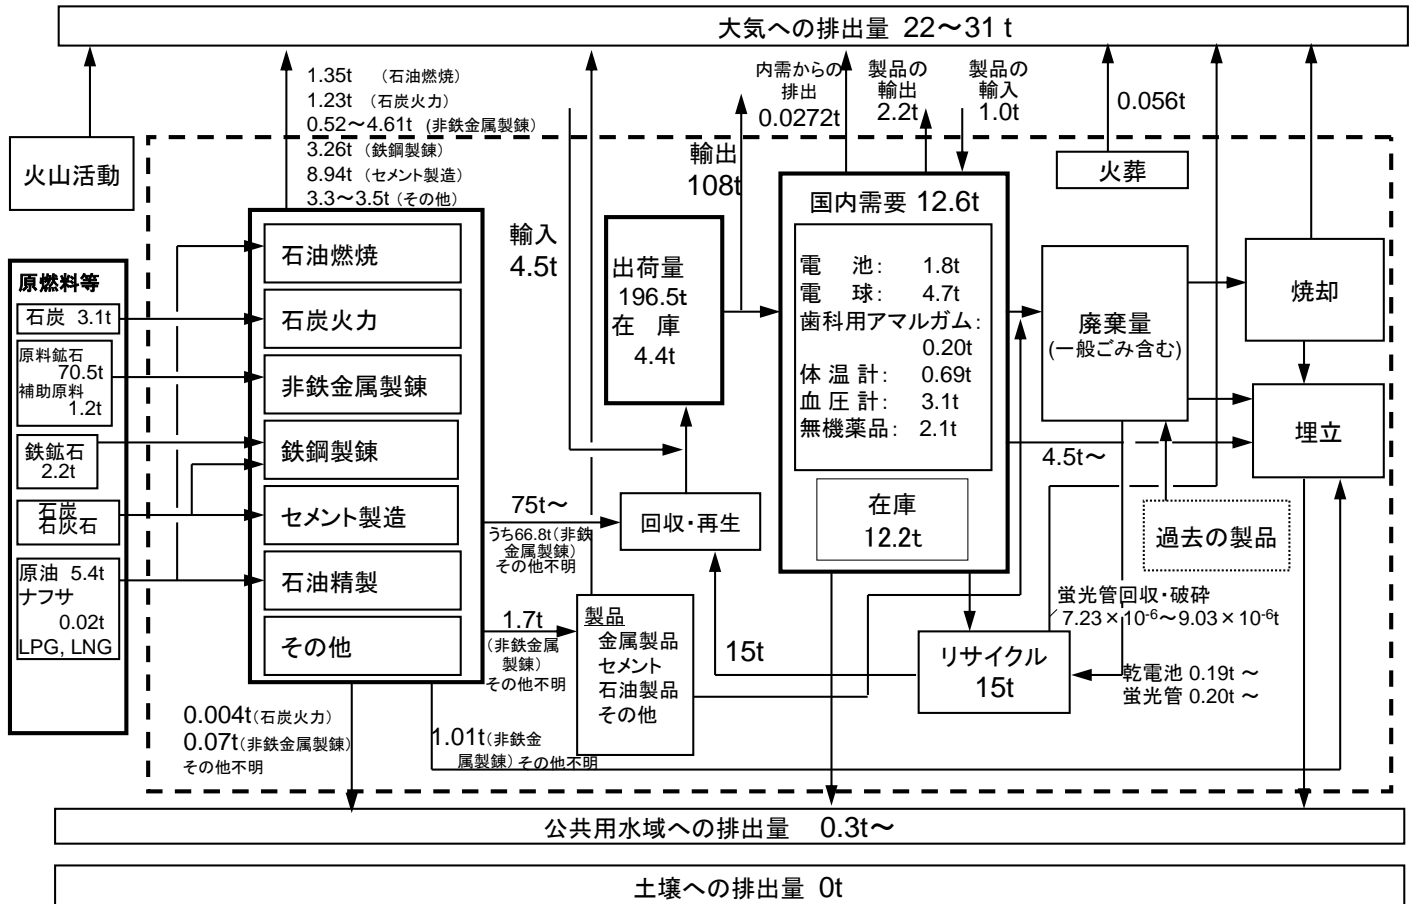 大気への排出量 22～31 t
1.35t （石油燃焼）
1.23t （石炭火力）
0.52～4.61t （非鉄金属製錬）
3.26t （鉄鋼製錬）
8.94t （セメント製造）
3.3～3.5t （その他）
内需からの
排出
0.0272t
製品の
輸出
2.2t
製品の
輸入
1.0t
0.056t
火山活動
火葬
輸出
108t
輸入
4.5t
原燃料等
石炭 3.1t
原料鉱石
70.5t
補助原料
1.2t
鉄鉱石
2.2t
石炭
石灰石
原油 5.4t
ナフサ
0.02t
LPG, LNG
石油燃焼
石炭火力
非鉄金属製錬
鉄鋼製錬
セメント製造
石油精製
その他
出荷量
196.5t
在 庫
4.4t
国内需要 12.6t
電 池： 1.8t
電 球： 4.7t
歯科用アマルガム：
0.20t
体 温 計： 0.69t
血 圧 計： 3.1t
無機薬品： 2.1t
在庫
12.2t
廃棄量
(一般ごみ含む)
焼却
埋立
4.5t～
過去の製品
75t～
うち66.8t（非鉄
金属製錬）
その他不明
回収・再生
1.7t
（非鉄金属
製錬）
その他不明
製品
金属製品
セメント
石油製品
その他
15t
リサイクル
15t
蛍光管回収・破砕
7.23×10-6～9.03×10-6t
乾電池 0.19t ～
蛍光管 0.20t ～
0.004t（石炭火力）
0.07t（非鉄金属製錬）
その他不明
1.01t（非鉄金
属製錬） その他不明
公共用水域への排出量 0.3t～
土壌への排出量 0t